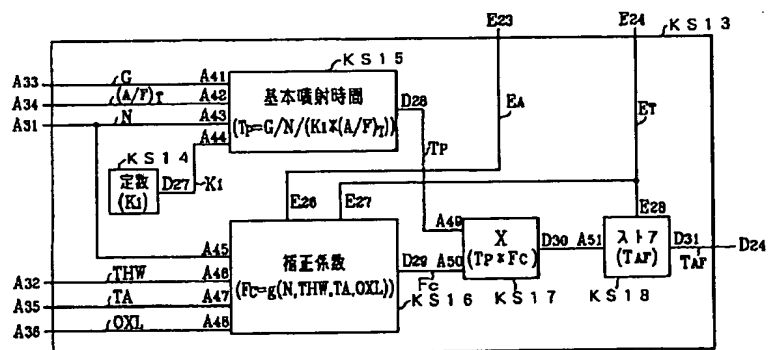 E23
E24
KS13
KS15
A33
G
A41
A34
(A/F)T
A42
A31
N
A43
A44
基本噴射時間
(TP=G/N/(K1*(A/F)T))
D28
EA
ET
TP
KS14
定数
(K1)
D27
K1
E26
E27
E28
A45
A32
THW
A46
A35
TA
A47
A36
OXL
A48
補正係数
(FC=g(N,THW,TA,OXL))
D29
FC
KS16
A49
A50
X
(TP*FC)
KS17
D30
A51
ストア
(TAF)
KS18
D31
TAF
D24